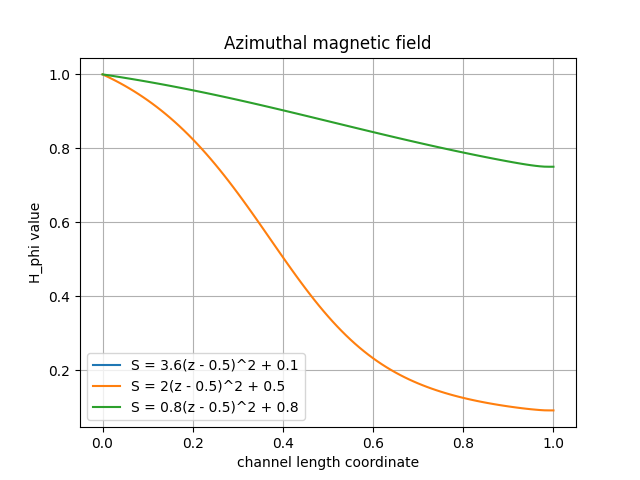 Azimuthal magnetic field
H_phi value
1.0
0.8
0.6
0.4
0.2
S = 3.6(z - 0.5)^2 + 0.1
S = 2(z - 0.5)^2 + 0.5
S = 0.8(z - 0.5)^2 + 0.8
0.0 0.2 0.4 0.6 0.8 1.0
channel length coordinate